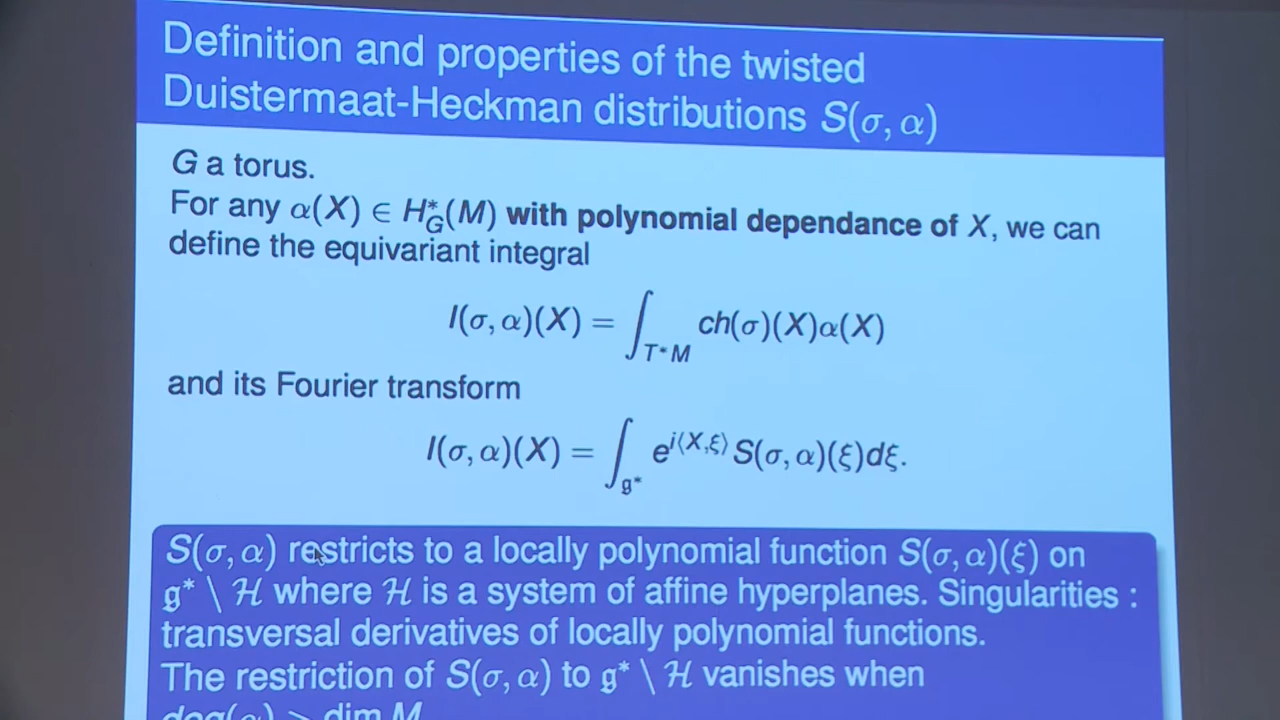 Definition and properties of the twisted
Duistermaat-Heckman distributions S(σ, α)
G a torus.
For any α(X) ∈ H*_G(M) with polynomial dependance of X, we can
define the equivariant integral
I(σ, α)(X) = ∫_{T*M} ch(σ)(X)α(X)
and its Fourier transform
I(σ, α)(X) = ∫_{𝔤*} e^{i⟨X,ξ⟩} S(σ, α)(ξ)dξ.
S(σ, α) restricts to a locally polynomial function S(σ, α)(ξ) on
𝔤* \ ℋ where ℋ is a system of affine hyperplanes. Singularities :
transversal derivatives of locally polynomial functions.
The restriction of S(σ, α) to 𝔤* \ ℋ vanishes when
deg(α) > dim M